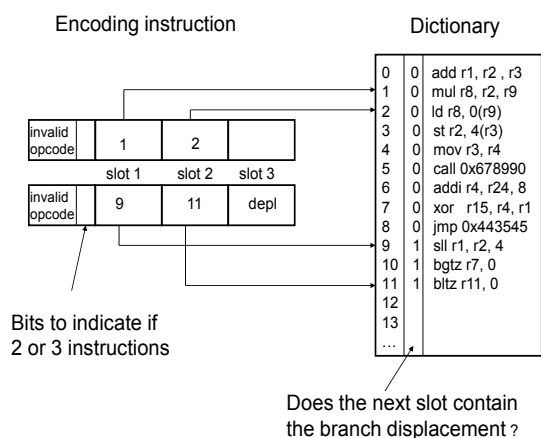 Encoding instruction
Dictionary
invalid
opcode
1
2
slot 1
slot 2
slot 3
invalid
opcode
9
11
depl
Bits to indicate if
2 or 3 instructions
0 0 add r1, r2 , r3
1 0 mul r8, r2, r9
2 0 ld r8, 0(r9)
3 0 st r2, 4(r3)
4 0 mov r3, r4
5 0 call 0x678990
6 0 addi r4, r24, 8
7 0 xor r15, r4, r1
8 0 jmp 0x443545
9 1 sll r1, r2, 4
10 1 bgtz r7, 0
11 1 bltz r11, 0
12
13
...
Does the next slot contain
the branch displacement ?